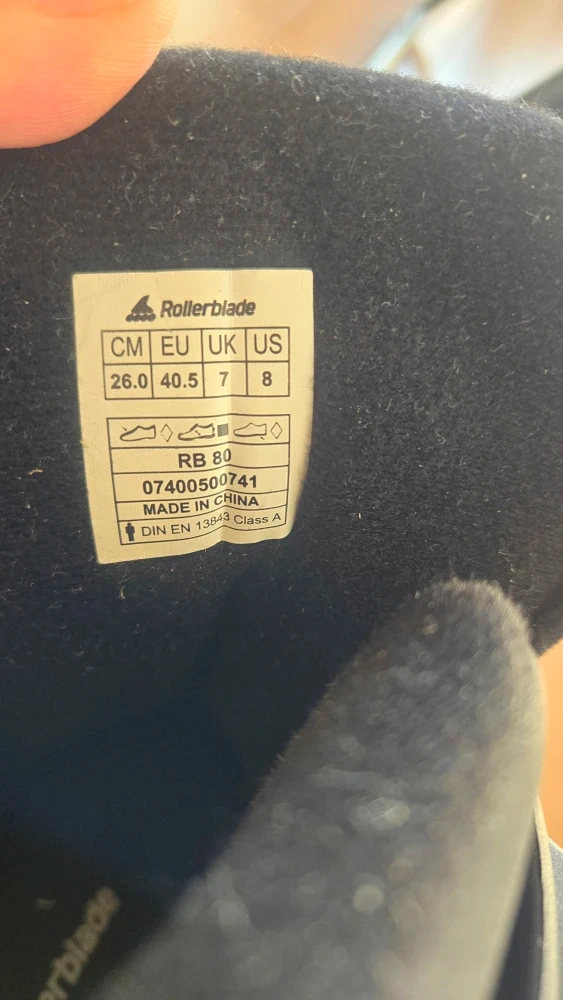 Rollerblade
CM EU UK US
26.0 40.5 7 8
RB 80
07400500741
MADE IN CHINA
DIN EN 13843 Class A
erblade